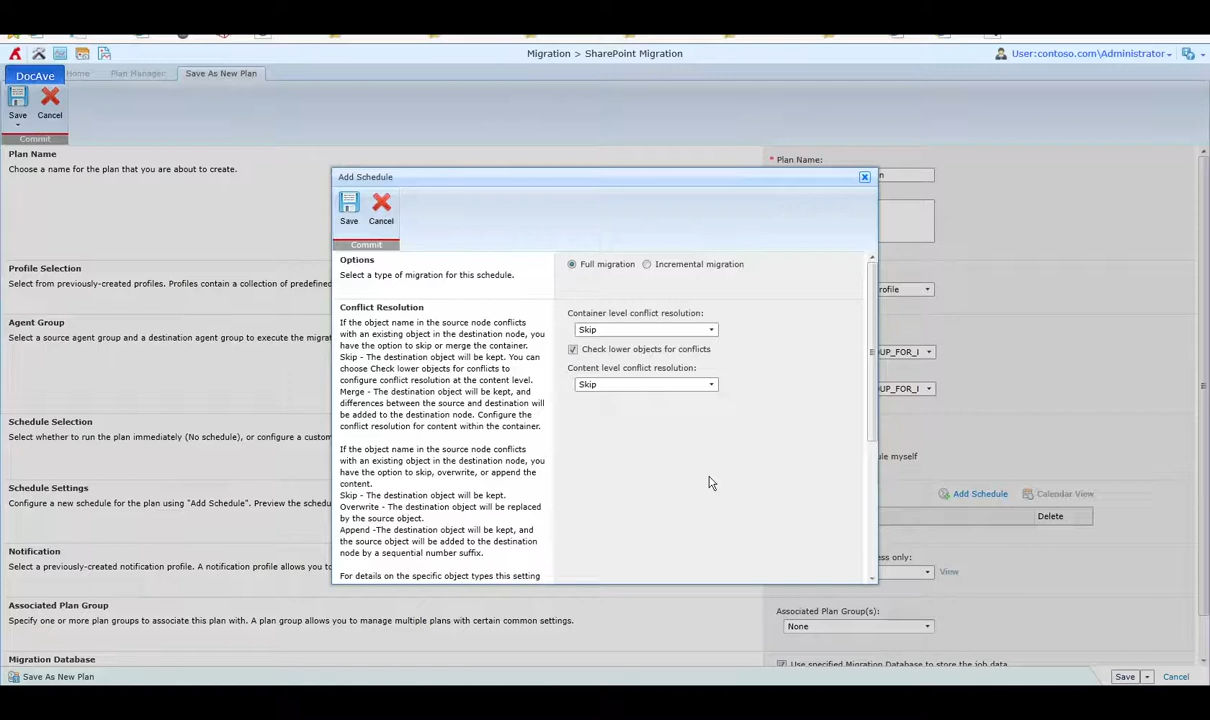 Migration > SharePoint Migration
User:contoso.com\Administrator
DocAve
Home
Plan Manager
Save As New Plan
Save
Cancel
Commit
Plan Name
Choose a name for the plan that you are about to create.
* Plan Name:
Profile Selection
Select from previously-created profiles. Profiles contain a collection of predefined
Agent Group
Select a source agent group and a destination agent group to execute the migra
Schedule Selection
Select whether to run the plan immediately (No schedule), or configure a custom
Schedule Settings
Configure a new schedule for the plan using "Add Schedule". Preview the schedu
Add Schedule
Calendar View
Delete
Notification
Select a previously-created notification profile. A notification profile allows you to
View
Associated Plan Group
Specify one or more plan groups to associate this plan with. A plan group allows you to manage multiple plans with certain common settings.
Associated Plan Group(s):
None
Migration Database
Use specified Migration Database to store the job data
Save As New Plan
Save
Cancel
Add Schedule
Save
Cancel
Commit
Options
Select a type of migration for this schedule.
Full migration
Incremental migration
Conflict Resolution
If the object name in the source node conflicts
with an existing object in the destination node, you
have the option to skip or merge the container.
Skip - The destination object will be kept. You can
choose Check lower objects for conflicts to
configure conflict resolution at the content level.
Merge - The destination object will be kept, and
differences between the source and destination will
be added to the destination node. Configure the
conflict resolution for content within the container.
If the object name in the source node conflicts
with an existing object in the destination node, you
have the option to skip, overwrite, or append the
content.
Skip - The destination object will be kept.
Overwrite - The destination object will be replaced
by the source object.
Append -The destination object will be kept, and
the source object will be added to the destination
node by a sequential number suffix.
For details on the specific object types this setting
Container level conflict resolution:
Skip
Check lower objects for conflicts
Content level conflict resolution:
Skip
n
rofile
UP_FOR_I
UP_FOR_I
ule myself
ess only: